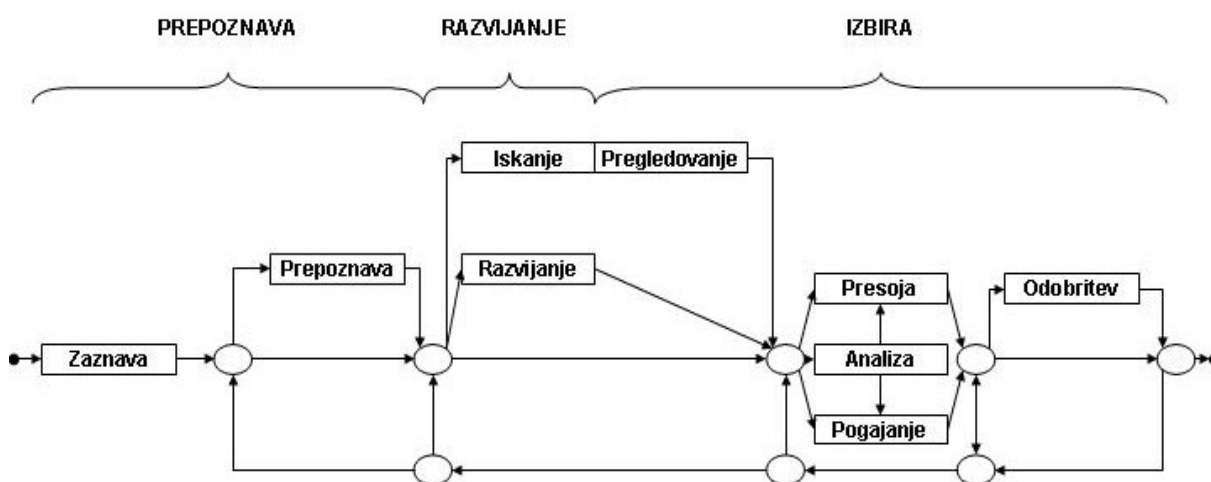 PREPOZNAVA RAZVIJANJE IZBIRA
Iskanje Pregledovanje
Prepoznava Razvijanje
Presoja Odobritev
Zaznava Analiza
Pogajanje